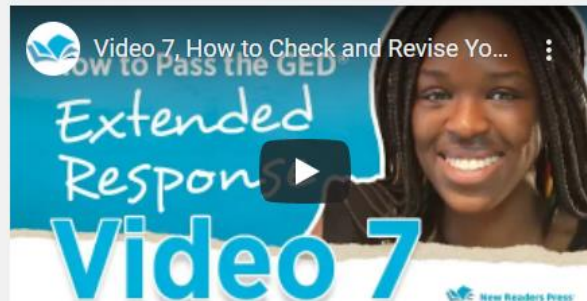 Video 7, How to Check and Revise Yo...
How to Pass the GED®
Extended
Response
Video 7
New Readers Press